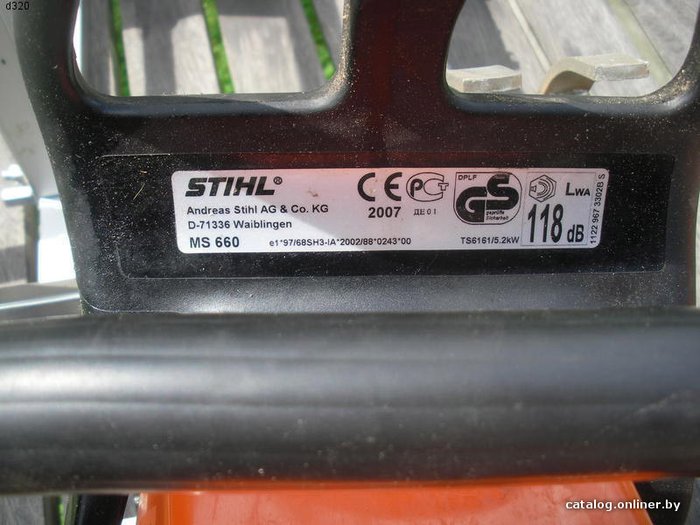 d320
STIHL®
Andreas Stihl AG & Co. KG
D-71336 Waiblingen
MS 660
e1*97/68SH3-IA*2002/88*0243*00
CE
2007
РСТ
ДЕ 01
DPLF
GS
geprüfte
Sicherheit
TS6161/5.2kW
LWA
118 dB
1122 967 3302B S
catalog.onliner.by